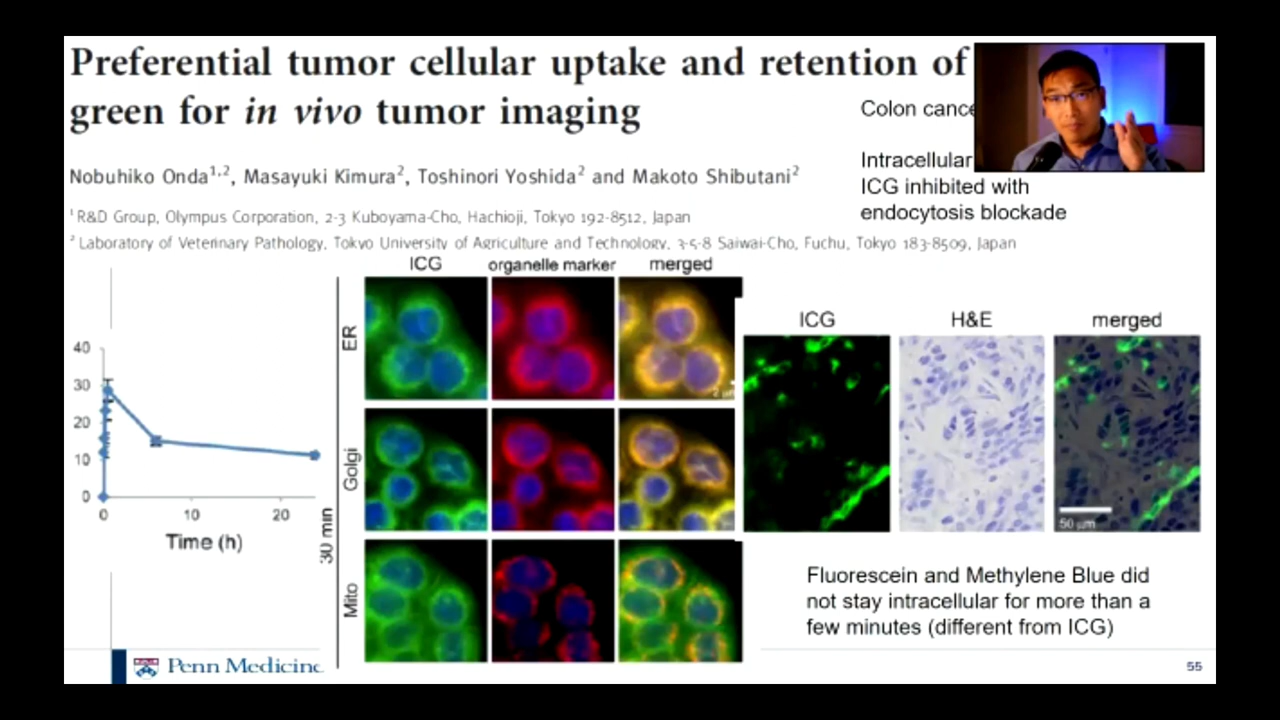 Preferential tumor cellular uptake and retention of
green for in vivo tumor imaging
Colon cance
Intracellular
ICG inhibited with
endocytosis blockade
Nobuhiko Onda1,2, Masayuki Kimura2, Toshinori Yoshida2 and Makoto Shibutani2
1 R&D Group, Olympus Corporation, 2-3 Kuboyama-Cho, Hachioji, Tokyo 192-8512, Japan
2 Laboratory of Veterinary Pathology, Tokyo University of Agriculture and Technology, 3-5-8 Saiwai-Cho, Fuchu, Tokyo 183-8509, Japan
40
30
20
10
0
0 10 20
Time (h)
30 min
ICG organelle marker merged
ER
Golgi
Mito
ICG H&E merged
50 µm
Fluorescein and Methylene Blue did
not stay intracellular for more than a
few minutes (different from ICG)
Penn Medicine
55